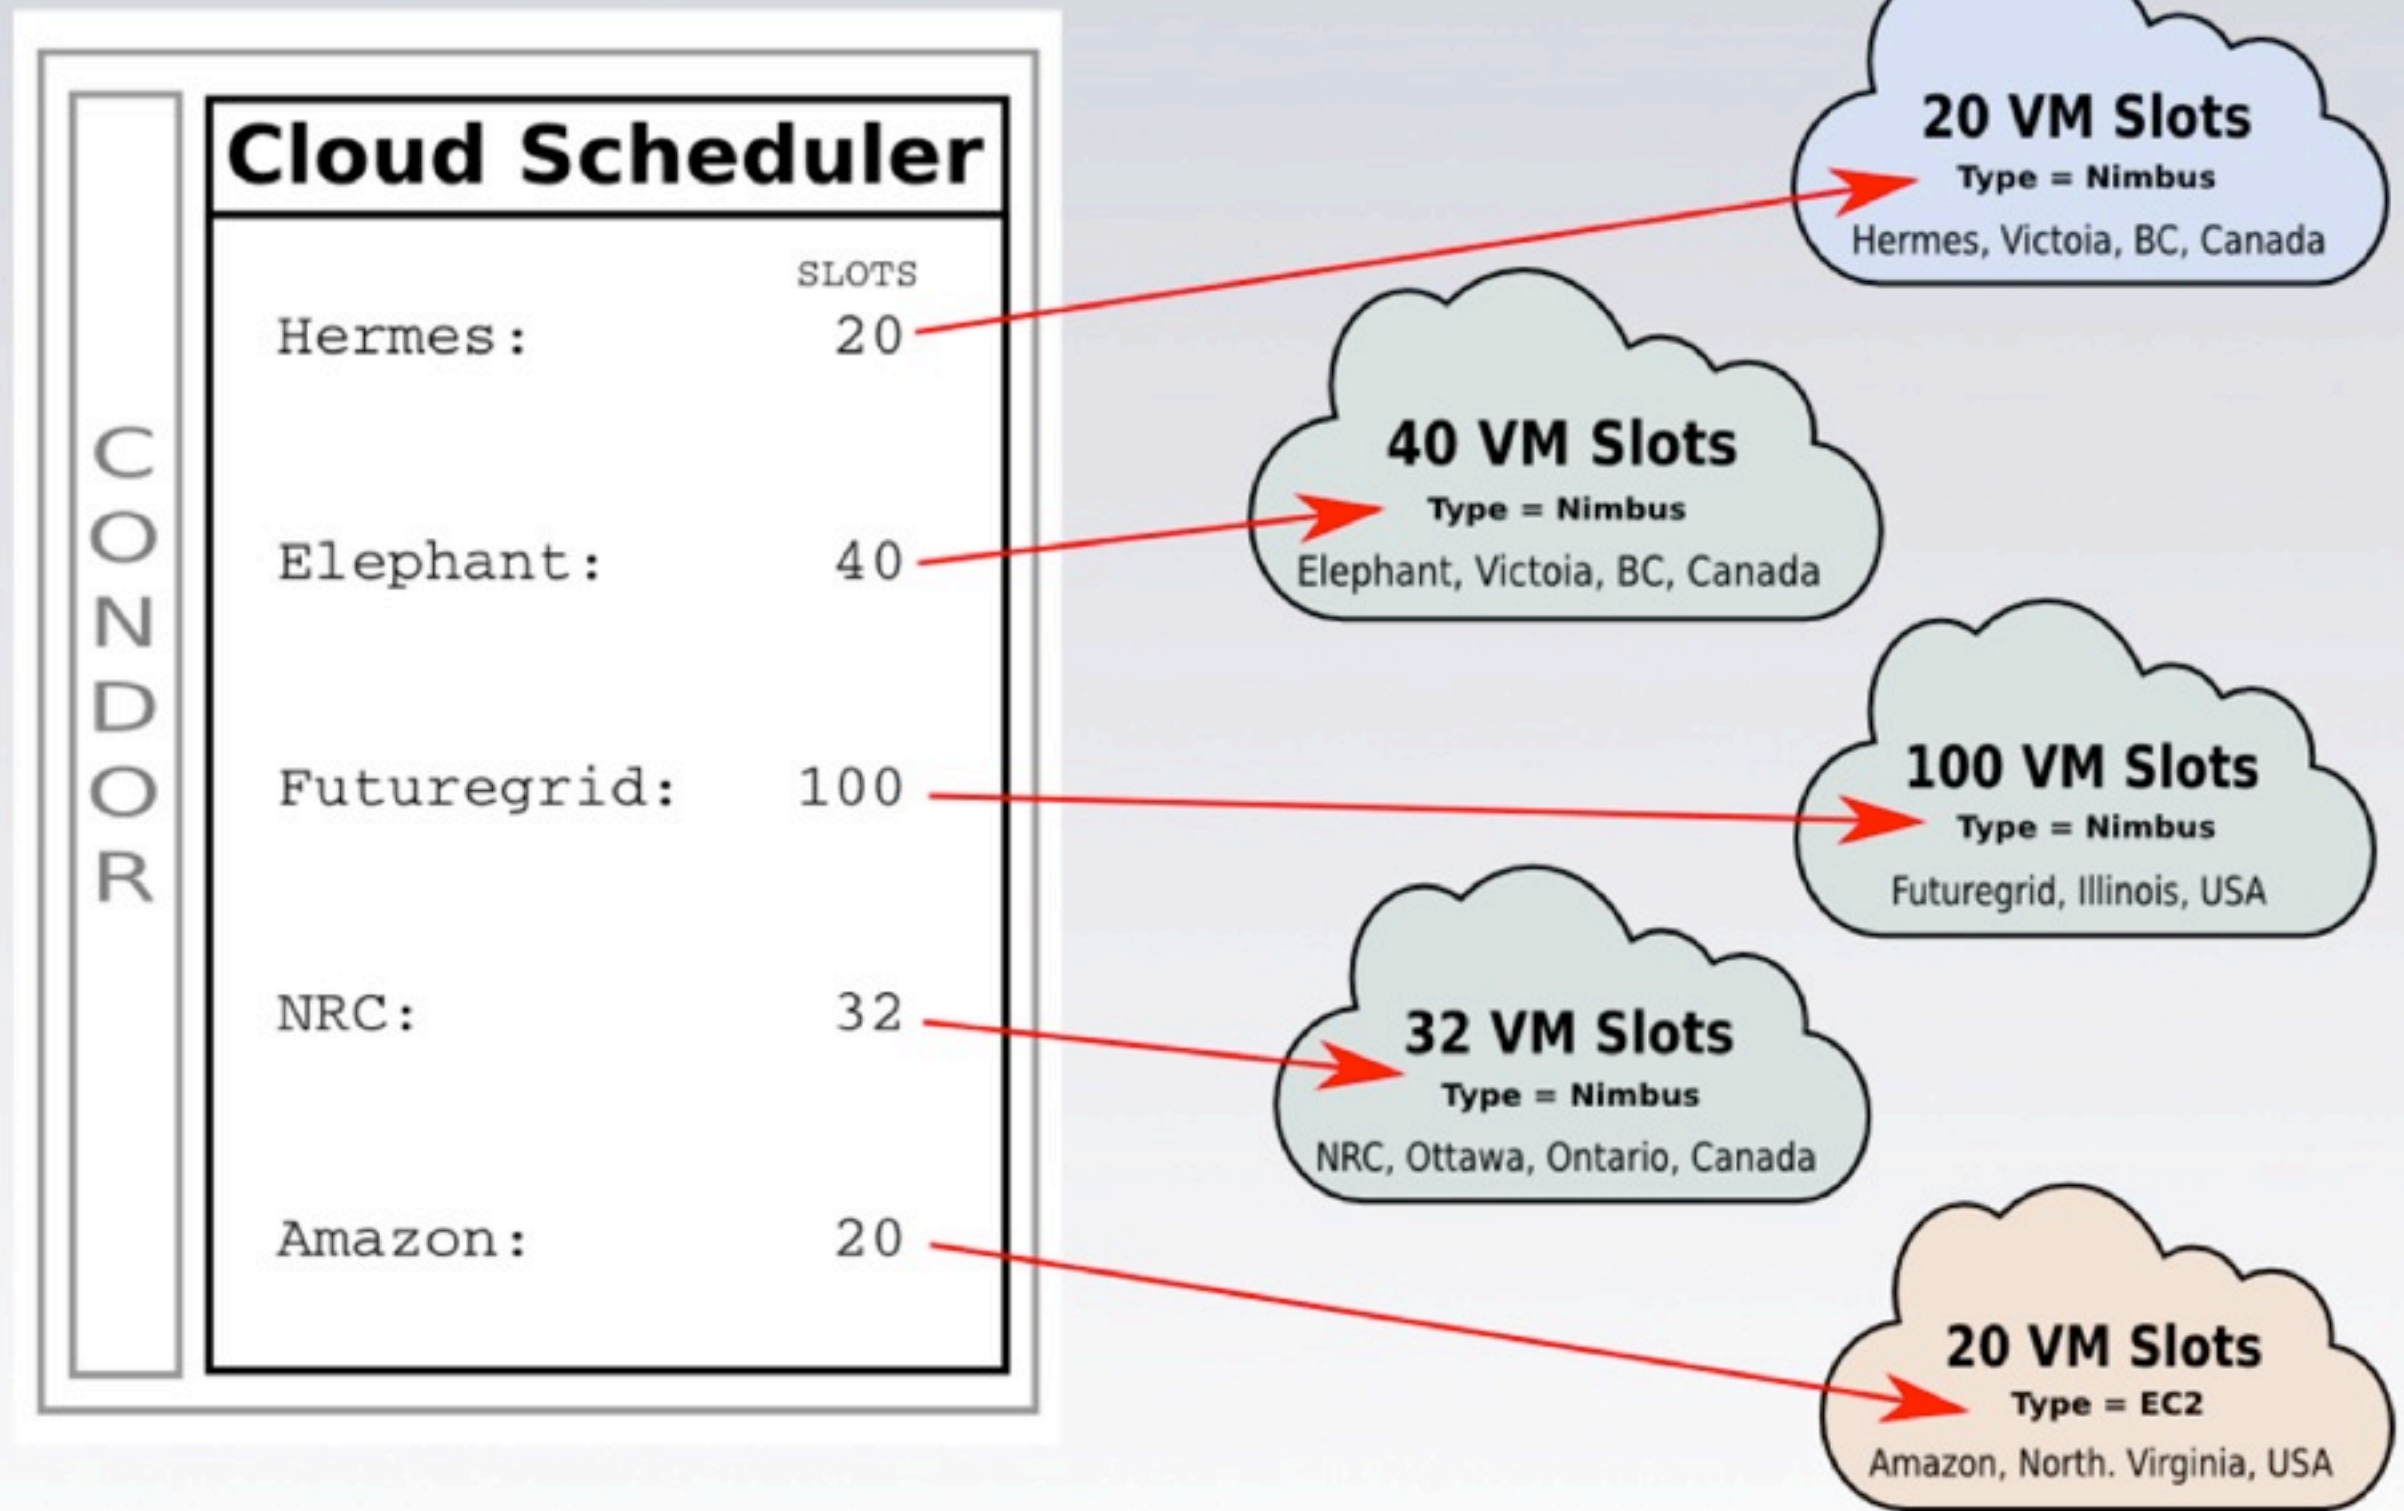 CONDOR
Cloud Scheduler
SLOTS
Hermes: 20
Elephant: 40
Futuregrid: 100
NRC: 32
Amazon: 20
20 VM Slots
Type = Nimbus
Hermes, Victoia, BC, Canada
40 VM Slots
Type = Nimbus
Elephant, Victoia, BC, Canada
100 VM Slots
Type = Nimbus
Futuregrid, Illinois, USA
32 VM Slots
Type = Nimbus
NRC, Ottawa, Ontario, Canada
20 VM Slots
Type = EC2
Amazon, North. Virginia, USA